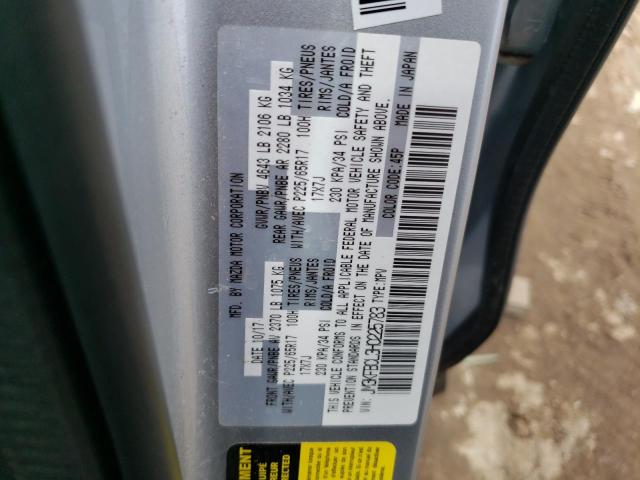 MFD. BY MAZDA MOTOR CORPORATION
DATE 10/17 GVWR/PNBV 4643 LB 2106 KG
FRONT GAWR/PNBE AV 2370 LB 1075 KG REAR GAWR/PNBE AR 2280 LB 1034 KG
WITH/AVEC P225/65R17 100H TIRES/PNEUS WITH/AVEC P225/65R17 100H TIRES/PNEUS
17X7J RIMS/JANTES 17X7J RIMS/JANTES
230 KPA/34 PSI COLD/A FROID 230 KPA/34 PSI COLD/A FROID
THIS VEHICLE CONFORMS TO ALL APPLICABLE FEDERAL MOTOR VEHICLE SAFETY AND THEFT
PREVENTION STANDARDS IN EFFECT ON THE DATE OF MANUFACTURE SHOWN ABOVE.
COLOR CODE:45P MADE IN JAPAN
TYPE:MPV